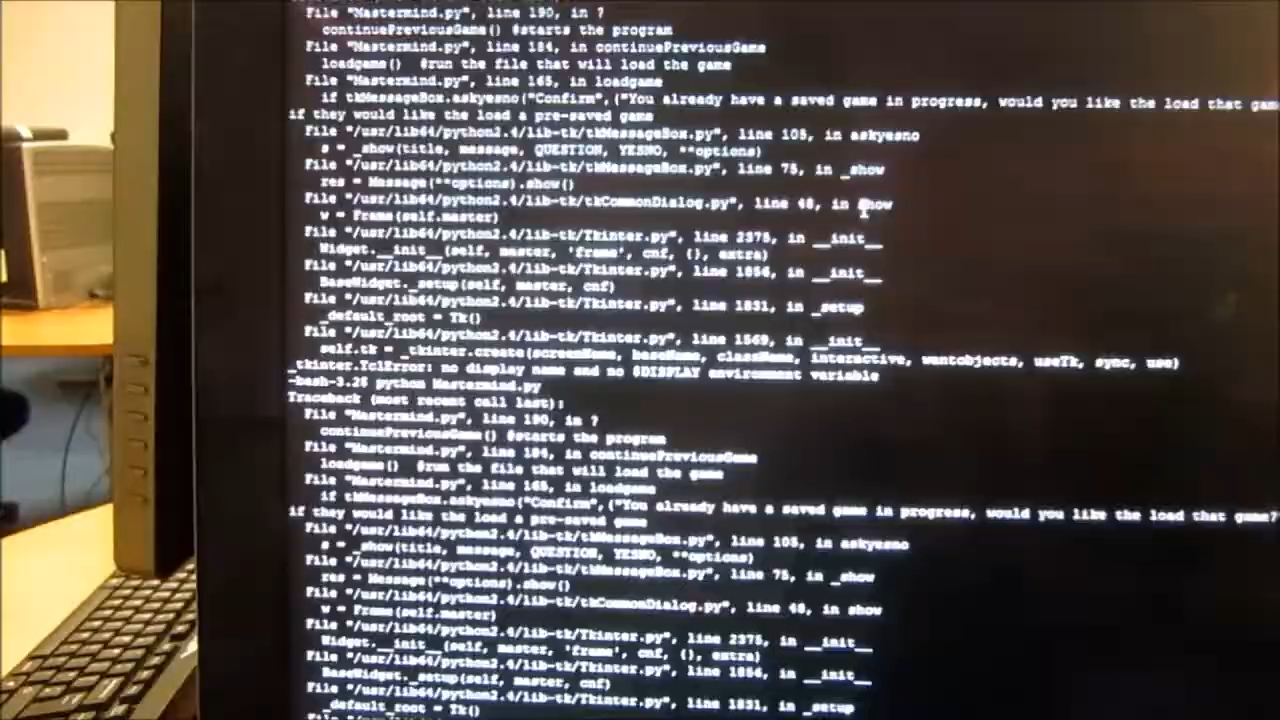 File "Mastermind.py", line 190, in ?
continuePreviousGame() #starts the program
File "Mastermind.py", line 184, in continuePreviousGame
loadgame() #run the file that will load the game
File "Mastermind.py", line 165, in loadgame
if tkMessageBox.askyesno("Confirm",("You already have a saved game in progress, would you like the load that gam
if they would like the load a pre-saved game
File "/usr/lib64/python2.4/lib-tk/tkMessageBox.py", line 105, in askyesno
s = _show(title, message, QUESTION, YESNO, **options)
File "/usr/lib64/python2.4/lib-tk/tkMessageBox.py", line 75, in _show
res = Message(**options).show()
File "/usr/lib64/python2.4/lib-tk/tkCommonDialog.py", line 48, in show
w = Frame(self.master)
File "/usr/lib64/python2.4/lib-tk/Tkinter.py", line 2375, in __init__
Widget.__init__(self, master, 'frame', cnf, {}, extra)
File "/usr/lib64/python2.4/lib-tk/Tkinter.py", line 1856, in __init__
BaseWidget._setup(self, master, cnf)
File "/usr/lib64/python2.4/lib-tk/Tkinter.py", line 1831, in _setup
_default_root = Tk()
File "/usr/lib64/python2.4/lib-tk/Tkinter.py", line 1569, in __init__
self.tk = _tkinter.create(screenName, baseName, className, interactive, wantobjects, useTk, sync, use)
_tkinter.TclError: no display name and no $DISPLAY environment variable
-bash-3.2$ python Mastermind.py
Traceback (most recent call last):
File "Mastermind.py", line 190, in ?
continuePreviousGame() #starts the program
File "Mastermind.py", line 184, in continuePreviousGame
loadgame() #run the file that will load the game
File "Mastermind.py", line 165, in loadgame
if tkMessageBox.askyesno("Confirm",("You already have a saved game in progress, would you like the load that game?
if they would like the load a pre-saved game
File "/usr/lib64/python2.4/lib-tk/tkMessageBox.py", line 105, in askyesno
s = _show(title, message, QUESTION, YESNO, **options)
File "/usr/lib64/python2.4/lib-tk/tkMessageBox.py", line 75, in _show
res = Message(**options).show()
File "/usr/lib64/python2.4/lib-tk/tkCommonDialog.py", line 48, in show
w = Frame(self.master)
File "/usr/lib64/python2.4/lib-tk/Tkinter.py", line 2375, in __init__
Widget.__init__(self, master, 'frame', cnf, {}, extra)
File "/usr/lib64/python2.4/lib-tk/Tkinter.py", line 1856, in __init__
BaseWidget._setup(self, master, cnf)
File "/usr/lib64/python2.4/lib-tk/Tkinter.py", line 1831, in _setup
_default_root = Tk()